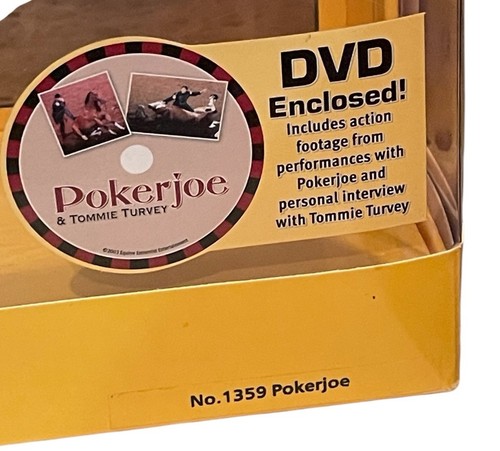 DVD
Enclosed!
Includes action
footage from
performances with
Pokerjoe and
personal interview
with Tommie Turvey
Pokerjoe
& TOMMIE TURVEY
No.1359 Pokerjoe